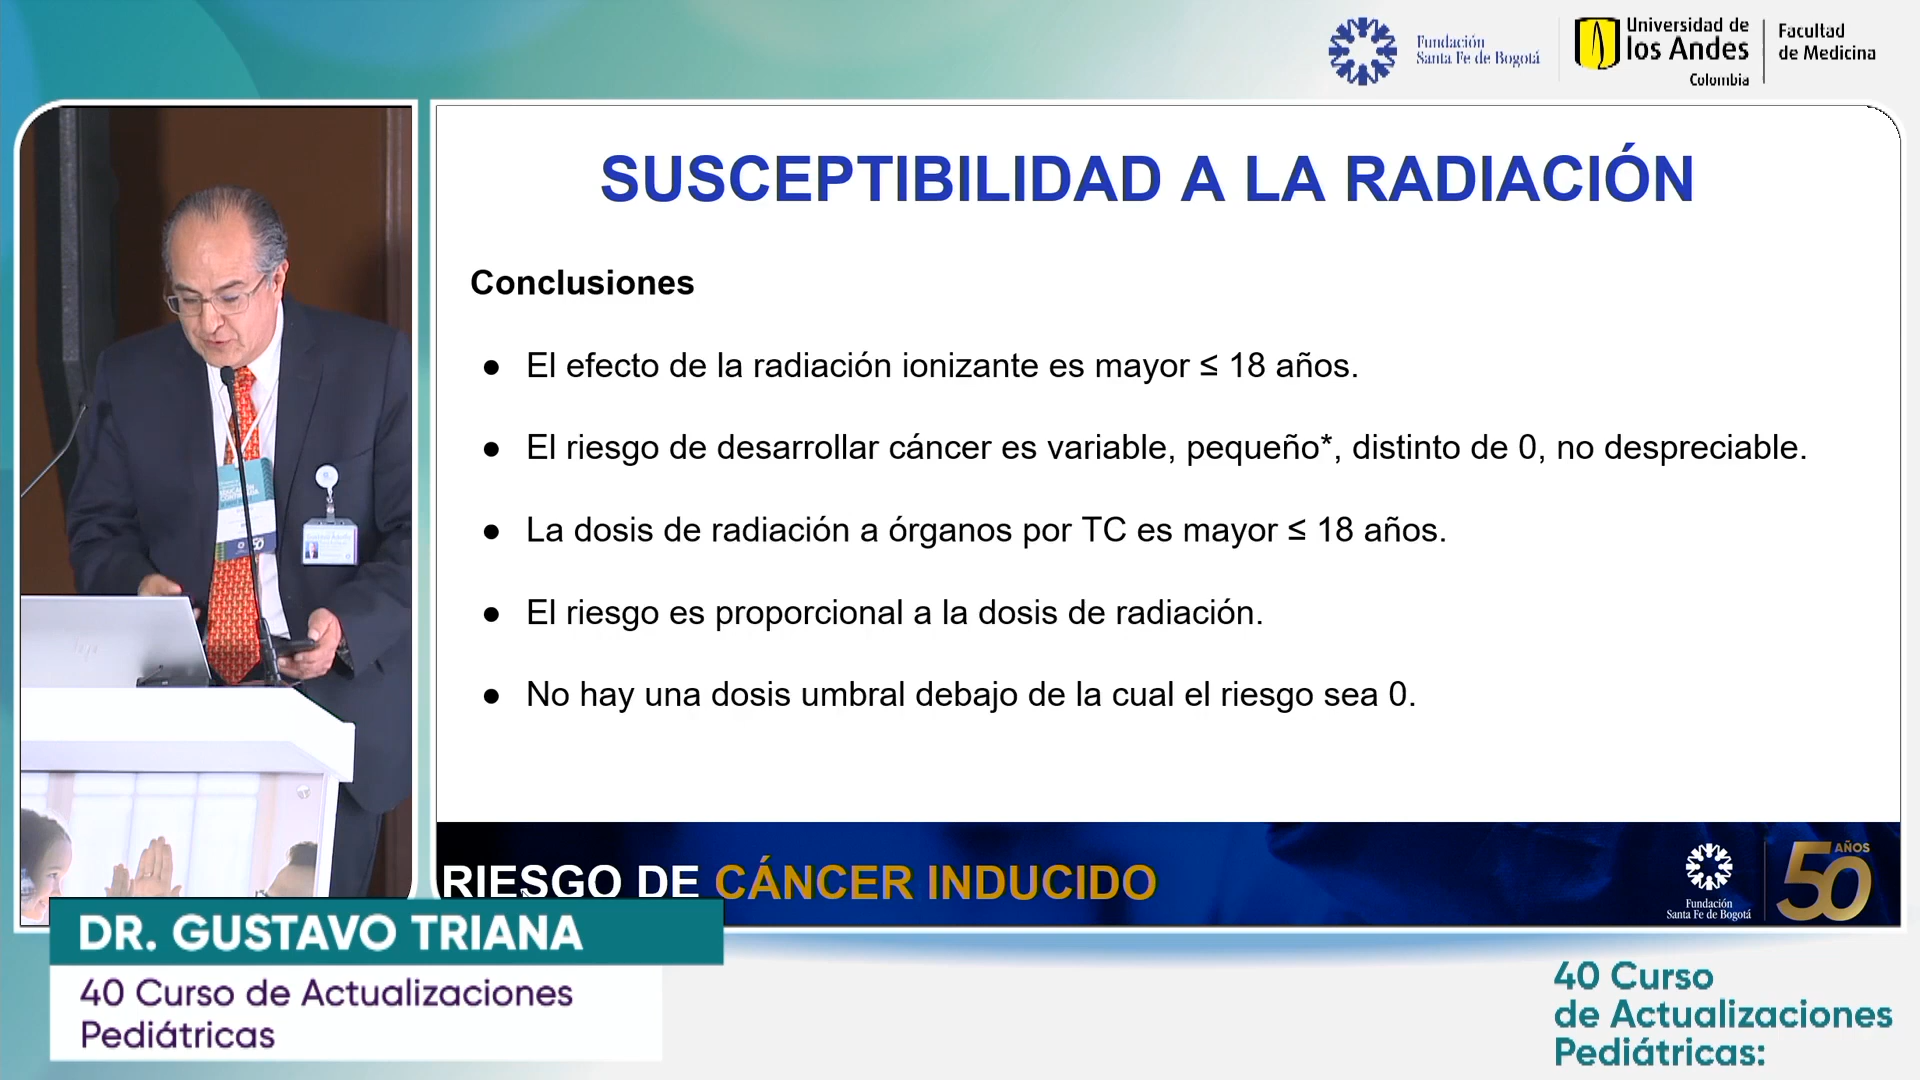 Fundación
Santa Fe de Bogotá
Universidad de
los Andes
Colombia
Facultad
de Medicina
SUSCEPTIBILIDAD A LA RADIACIÓN
Conclusiones
● El efecto de la radiación ionizante es mayor ≤ 18 años.
● El riesgo de desarrollar cáncer es variable, pequeño*, distinto de 0, no despreciable.
● La dosis de radiación a órganos por TC es mayor ≤ 18 años.
● El riesgo es proporcional a la dosis de radiación.
● No hay una dosis umbral debajo de la cual el riesgo sea 0.
RIESGO DE CÁNCER INDUCIDO
Fundación
Santa Fe de Bogotá
50 AÑOS
DR. GUSTAVO TRIANA
40 Curso de Actualizaciones
Pediátricas
40 Curso
de Actualizaciones
Pediátricas: